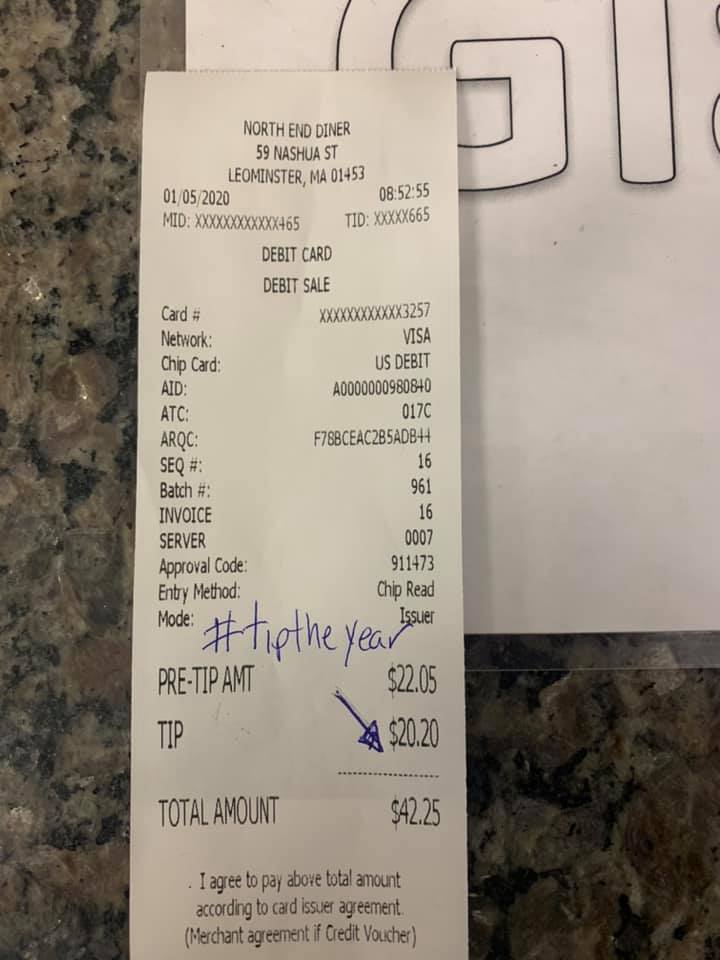 GI
NORTH END DINER
59 NASHUA ST
LEOMINSTER, MA 01453
01/05/2020 08:52:55
MID: XXXXXXXXXXXX465 TID: XXXXX665
DEBIT CARD
DEBIT SALE
Card # XXXXXXXXXXXX3257
Network: VISA
Chip Card: US DEBIT
AID: A0000000980840
ATC: 017C
ARQC: F78BCEAC2B5ADB44
SEQ #: 16
Batch #: 961
INVOICE 16
SERVER 0007
Approval Code: 911473
Entry Method: Chip Read
Mode: Issuer
#tiptheyear
PRE-TIP AMT $22.05
TIP $20.20
TOTAL AMOUNT $42.25
. I agree to pay above total amount
according to card issuer agreement.
(Merchant agreement if Credit Voucher)